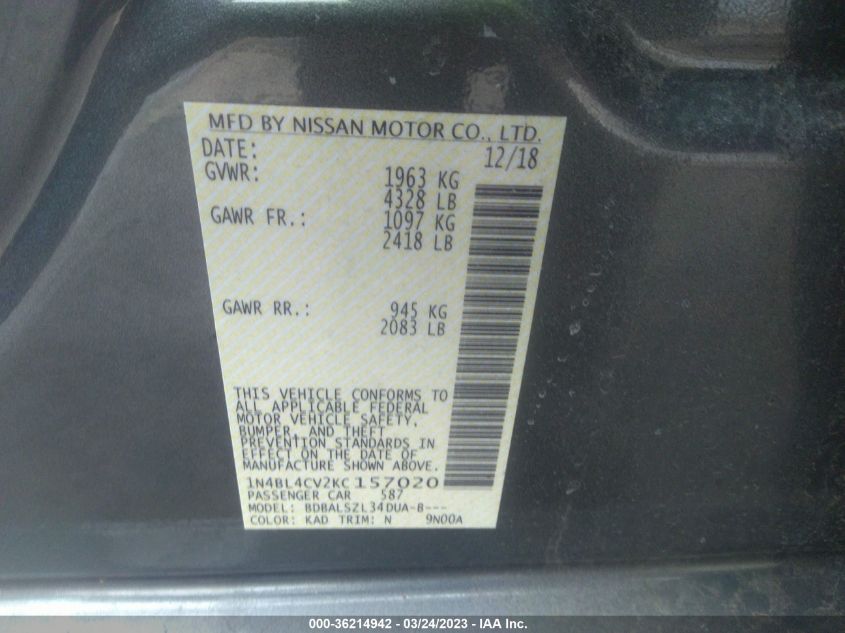 MFD BY NISSAN MOTOR CO., LTD.
DATE: 12/18
GVWR: 1963 KG
4328 LB
GAWR FR.: 1097 KG
2418 LB
GAWR RR.: 945 KG
2083 LB
THIS VEHICLE CONFORMS TO
ALL APPLICABLE FEDERAL
MOTOR VEHICLE SAFETY,
BUMPER, AND THEFT
PREVENTION STANDARDS IN
EFFECT ON THE DATE OF
MANUFACTURE SHOWN ABOVE.
1N4BL4CV2KC157020
PASSENGER CAR 587
MODEL: BDBALSZL34DUA-B---
COLOR: KAD TRIM: N 9N00A
000-36214942 / 03/24/2023 - IAA Inc.